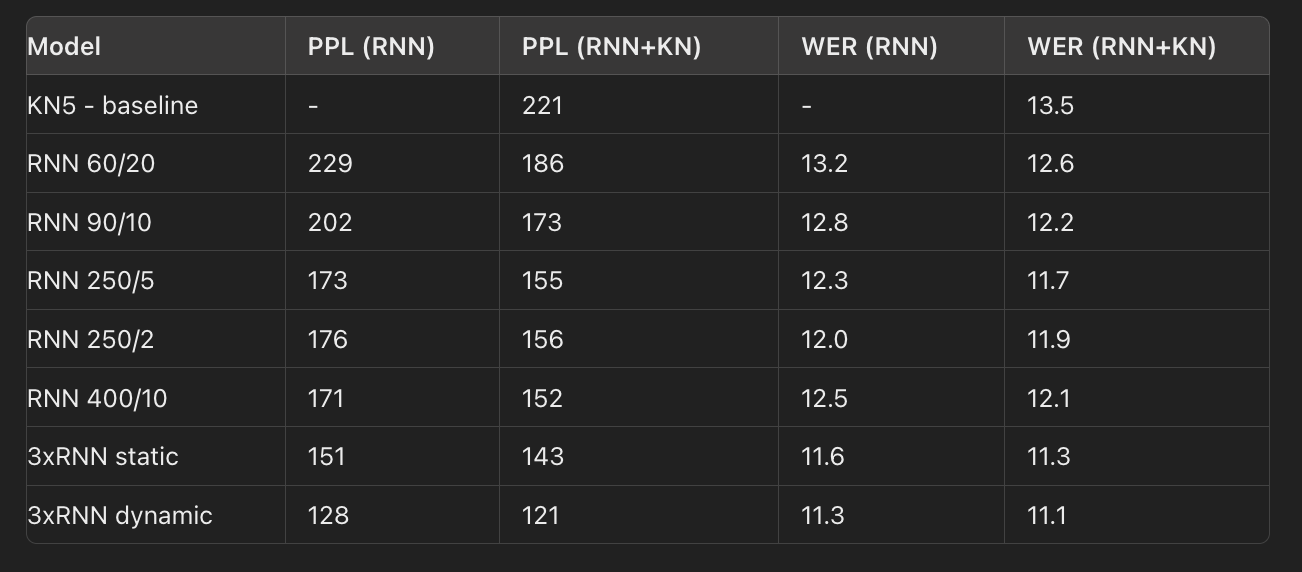 Model PPL (RNN) PPL (RNN+KN) WER (RNN) WER (RNN+KN)
KN5 - baseline - 221 - 13.5
RNN 60/20 229 186 13.2 12.6
RNN 90/10 202 173 12.8 12.2
RNN 250/5 173 155 12.3 11.7
RNN 250/2 176 156 12.0 11.9
RNN 400/10 171 152 12.5 12.1
3xRNN static 151 143 11.6 11.3
3xRNN dynamic 128 121 11.3 11.1